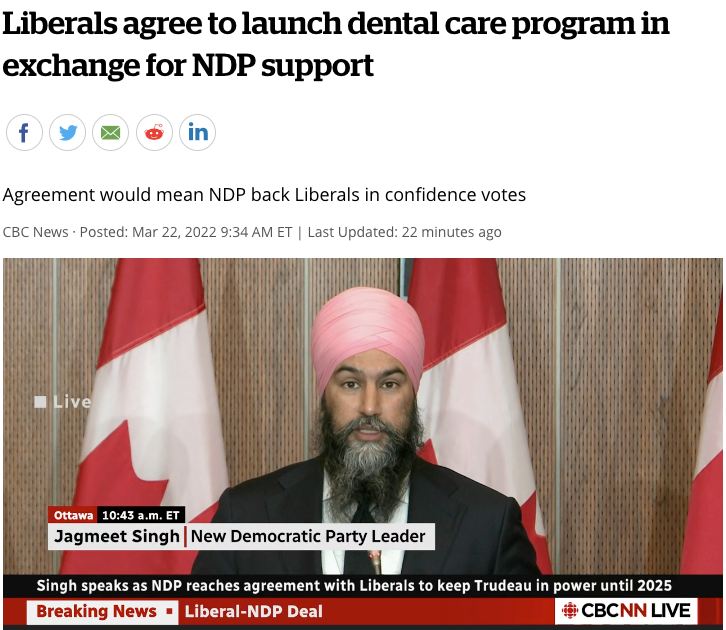 Liberals agree to launch dental care program in
exchange for NDP support
f
in
Agreement would mean NDP back Liberals in confidence votes
CBC News · Posted: Mar 22, 2022 9:34 AM ET | Last Updated: 22 minutes ago
Live
Ottawa 10:43 a.m. ET
Jagmeet Singh | New Democratic Party Leader
Singh speaks as NDP reaches agreement with Liberals to keep Trudeau in power until 2025
Breaking News ▪ Liberal-NDP Deal
CBCNN LIVE